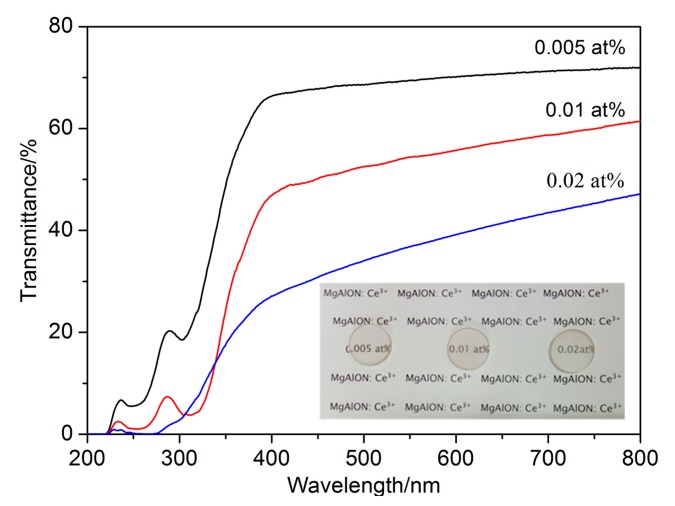 80
60
40
20
0
Transmittance/%
0.005 at%
0.01 at%
0.02 at%
MgAlON: Ce³⁺ MgAlON: Ce³⁺ MgAlON: Ce³⁺ MgAlON: Ce³⁺
MgAlON: Ce³⁺ MgAlON: Ce³⁺ MgAlON: Ce³⁺ MgAlON: Ce³⁺
0.005 at% 0.01 at% 0.02at%
MgAlON: Ce³⁺ MgAlON: Ce³⁺ MgAlON: Ce³⁺ MgAlON: Ce³⁺
MgAlON: Ce³⁺ MgAlON: Ce³⁺ MgAlON: Ce³⁺ MgAlON: Ce³⁺
200 300 400 500 600 700 800
Wavelength/nm